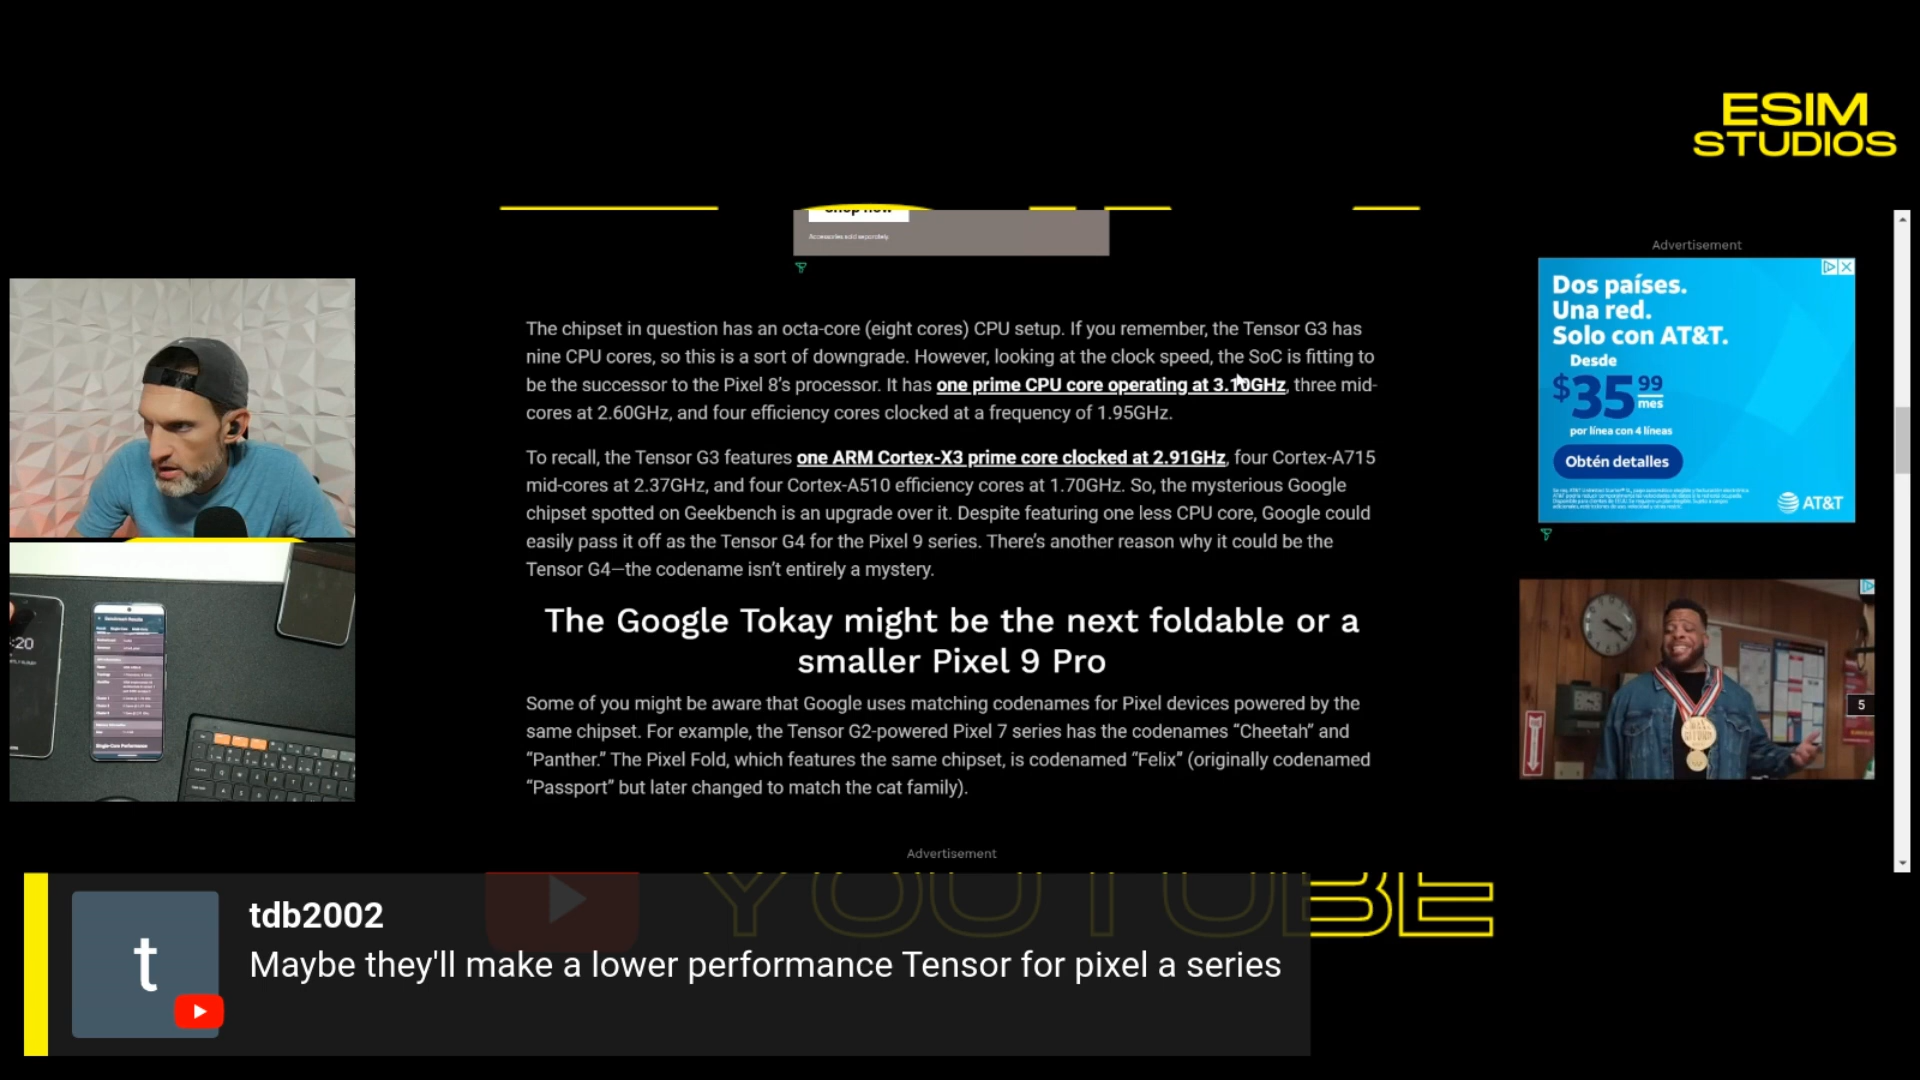 ESIM
STUDIOS
Shop now
Accessories sold separately.
Advertisement
Dos países.
Una red.
Solo con AT&T.
Desde
$35 99
mes
por línea con 4 líneas
Obtén detalles
AT&T
The chipset in question has an octa-core (eight cores) CPU setup. If you remember, the Tensor G3 has
nine CPU cores, so this is a sort of downgrade. However, looking at the clock speed, the SoC is fitting to
be the successor to the Pixel 8's processor. It has one prime CPU core operating at 3.10GHz, three mid-
cores at 2.60GHz, and four efficiency cores clocked at a frequency of 1.95GHz.
To recall, the Tensor G3 features one ARM Cortex-X3 prime core clocked at 2.91GHz, four Cortex-A715
mid-cores at 2.37GHz, and four Cortex-A510 efficiency cores at 1.70GHz. So, the mysterious Google
chipset spotted on Geekbench is an upgrade over it. Despite featuring one less CPU core, Google could
easily pass it off as the Tensor G4 for the Pixel 9 series. There's another reason why it could be the
Tensor G4—the codename isn't entirely a mystery.
The Google Tokay might be the next foldable or a
smaller Pixel 9 Pro
Some of you might be aware that Google uses matching codenames for Pixel devices powered by the
same chipset. For example, the Tensor G2-powered Pixel 7 series has the codenames “Cheetah” and
“Panther.” The Pixel Fold, which features the same chipset, is codenamed “Felix” (originally codenamed
“Passport” but later changed to match the cat family).
5
:20
Advertisement
YOUTUBE
t
tdb2002
Maybe they'll make a lower performance Tensor for pixel a series